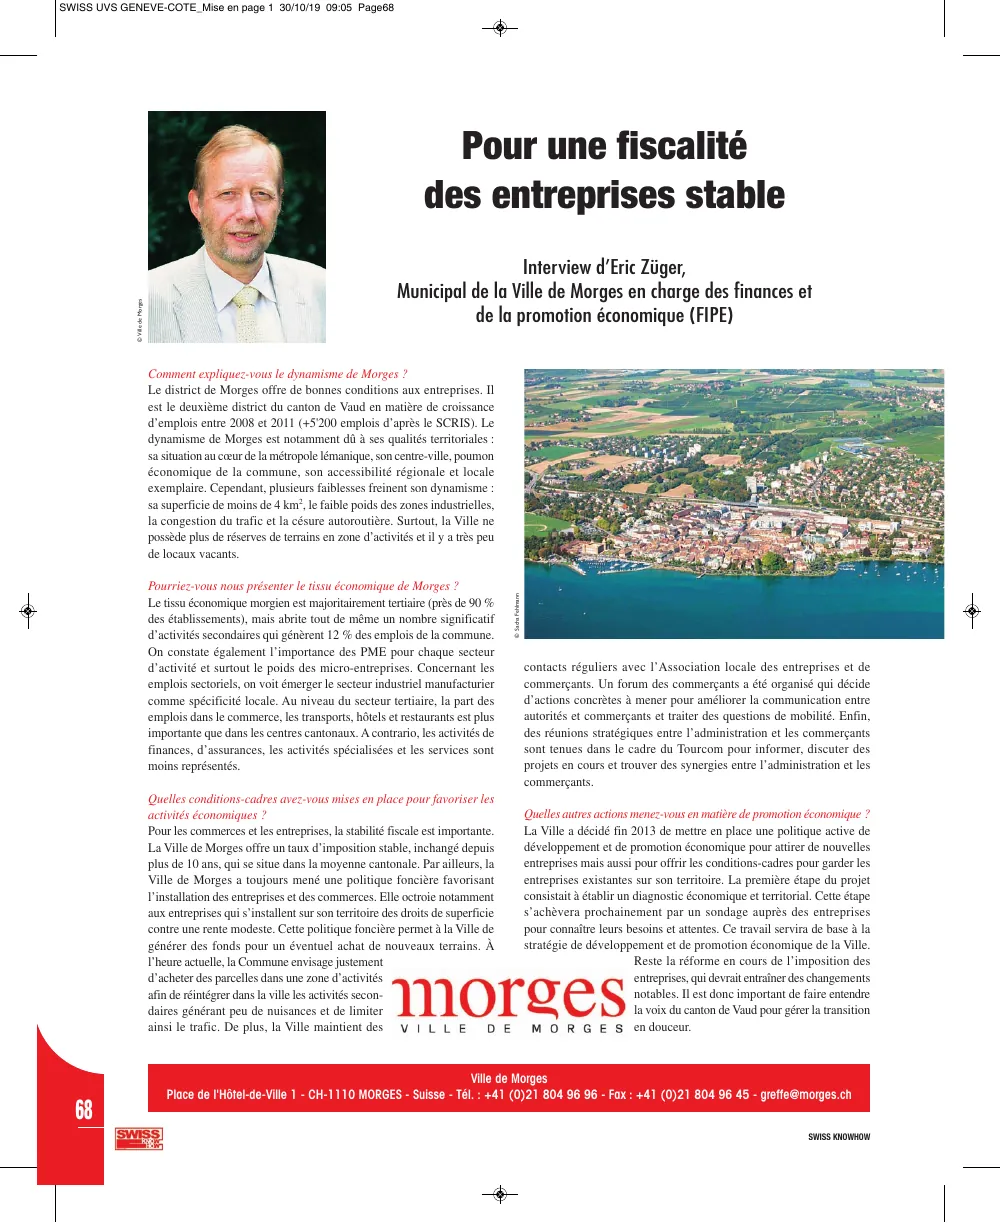 SWISS UVS GENEVE-COTE_Mise en page 1 30/10/19 09:05 Page68
Pour une fiscalité
des entreprises stable
Interview d'Eric Züger,
Municipal de la Ville de Morges en charge des finances et
de la promotion économique (FIPE)
© Ville de Morges
Comment expliquez-vous le dynamisme de Morges ?
Le district de Morges offre de bonnes conditions aux entreprises. Il
est le deuxième district du canton de Vaud en matière de croissance
d'emplois entre 2008 et 2011 (+5'200 emplois d'après le SCRIS). Le
dynamisme de Morges est notamment dû à ses qualités territoriales :
sa situation au cœur de la métropole lémanique, son centre-ville, poumon
économique de la commune, son accessibilité régionale et locale
exemplaire. Cependant, plusieurs faiblesses freinent son dynamisme :
sa superficie de moins de 4 km², le faible poids des zones industrielles,
la congestion du trafic et la césure autoroutière. Surtout, la Ville ne
possède plus de réserves de terrains en zone d'activités et il y a très peu
de locaux vacants.
Pourriez-vous nous présenter le tissu économique de Morges ?
Le tissu économique morgien est majoritairement tertiaire (près de 90 %
des établissements), mais abrite tout de même un nombre significatif
d'activités secondaires qui génèrent 12 % des emplois de la commune.
On constate également l'importance des PME pour chaque secteur
d'activité et surtout le poids des micro-entreprises. Concernant les
emplois sectoriels, on voit émerger le secteur industriel manufacturier
comme spécificité locale. Au niveau du secteur tertiaire, la part des
emplois dans le commerce, les transports, hôtels et restaurants est plus
importante que dans les centres cantonaux. A contrario, les activités de
finances, d'assurances, les activités spécialisées et les services sont
moins représentés.
Quelles conditions-cadres avez-vous mises en place pour favoriser les
activités économiques ?
Pour les commerces et les entreprises, la stabilité fiscale est importante.
La Ville de Morges offre un taux d'imposition stable, inchangé depuis
plus de 10 ans, qui se situe dans la moyenne cantonale. Par ailleurs, la
Ville de Morges a toujours mené une politique foncière favorisant
l'installation des entreprises et des commerces. Elle octroie notamment
aux entreprises qui s'installent sur son territoire des droits de superficie
contre une rente modeste. Cette politique foncière permet à la Ville de
générer des fonds pour un éventuel achat de nouveaux terrains. À
l'heure actuelle, la Commune envisage justement
d'acheter des parcelles dans une zone d'activités
afin de réintégrer dans la ville les activités secon-
daires générant peu de nuisances et de limiter
ainsi le trafic. De plus, la Ville maintient des
© Sacha Fehlmann
contacts réguliers avec l'Association locale des entreprises et de
commerçants. Un forum des commerçants a été organisé qui décide
d'actions concrètes à mener pour améliorer la communication entre
autorités et commerçants et traiter des questions de mobilité. Enfin,
des réunions stratégiques entre l'administration et les commerçants
sont tenues dans le cadre du Tourcom pour informer, discuter des
projets en cours et trouver des synergies entre l'administration et les
commerçants.
Quelles autres actions menez-vous en matière de promotion économique ?
La Ville a décidé fin 2013 de mettre en place une politique active de
développement et de promotion économique pour attirer de nouvelles
entreprises mais aussi pour offrir les conditions-cadres pour garder les
entreprises existantes sur son territoire. La première étape du projet
consistait à établir un diagnostic économique et territorial. Cette étape
s'achèvera prochainement par un sondage auprès des entreprises
pour connaître leurs besoins et attentes. Ce travail servira de base à la
stratégie de développement et de promotion économique de la Ville.
Reste la réforme en cours de l'imposition des
entreprises, qui devrait entraîner des changements
notables. Il est donc important de faire entendre
la voix du canton de Vaud pour gérer la transition
en douceur.
morges
VILLE DE MORGES
Ville de Morges
Place de l'Hôtel-de-Ville 1 - CH-1110 MORGES - Suisse - Tél. : +41 (0)21 804 96 96 - Fax : +41 (0)21 804 96 45 - greffe@morges.ch
68
SWISS
KNOW
HOW
SWISS KNOWHOW